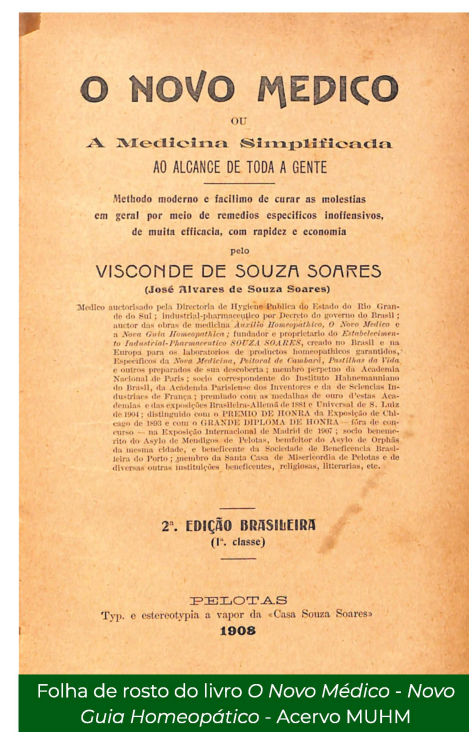 O NOVO MEDICO
OU
A Medicina Simplificada
AO ALCANCE DE TODA A GENTE
Methodo moderno e facilimo de curar as molestias
em geral por meio de remedios especificos inoffensivos,
de muita efficacia, com rapidez e economia
pelo
VISCONDE DE SOUZA SOARES
(José Alvares de Souza Soares)
Medico auctorisado pela Directoria de Hygiene Publica do Estado do Rio Gran-
de do Sul; industrial-pharmaceutico por Decreto do governo do Brasil;
auctor das obras de medicina Auxilio Homeopathico, O Novo Medico e
a Nova Guia Homeopathica; fundador e proprietario do Estabelecimen-
to Industrial-Pharmaceutico SOUZA SOARES, creado no Brasil e na
Europa para os laboratorios de productos homeopathicos garantidos,
Especificos da Nova Medicina, Peitoral de Cambará, Pastilhas da Vida
e outros preparados de sua descoberta; membro perpetuo da Academia
Nacional de Paris; socio correspondente do Instituto Hahnemanniano
do Brasil, da Academia Parisiense dos Inventores e da de Sciencias In-
dustriaes de França; premiado com as medalhas de ouro d'estas Aca-
demias e das exposições Brasileira-Allemã de 1881 e Universal de S. Luiz
de 1904; distinguido com o PREMIO DE HONRA da Exposição de Chi-
cago de 1893 e com o GRANDE DIPLOMA DE HONRA — fóra de con-
curso — na Exposição Internacional de Madrid de 1907; socio beneme-
rito do Asylo de Mendigos de Pelotas, bemfeitor do Asylo de Orphãs
da mesma cidade, e beneficente da Sociedade de Beneficencia Brasi-
leira do Porto; membro da Santa Casa de Misericordia de Pelotas e de
diversas outras instituições beneficentes, religiosas, litterarias, etc.
2ª. EDIÇÃO BRASILEIRA
(1ª. classe)
PELOTAS
Typ. e estereotypia a vapor da «Casa Souza Soares»
1908
Folha de rosto do livro O Novo Médico - Novo
Guia Homeopático - Acervo MUHM